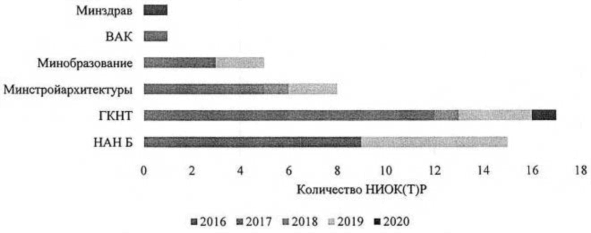 Минздрав
ВАК
Минобразование
Минстройархитектуры
ГКНТ
НАН Б
0 2 4 6 8 10 12 14 16 18
Количество НИОК(Т)Р
2016 2017 2018 2019 2020